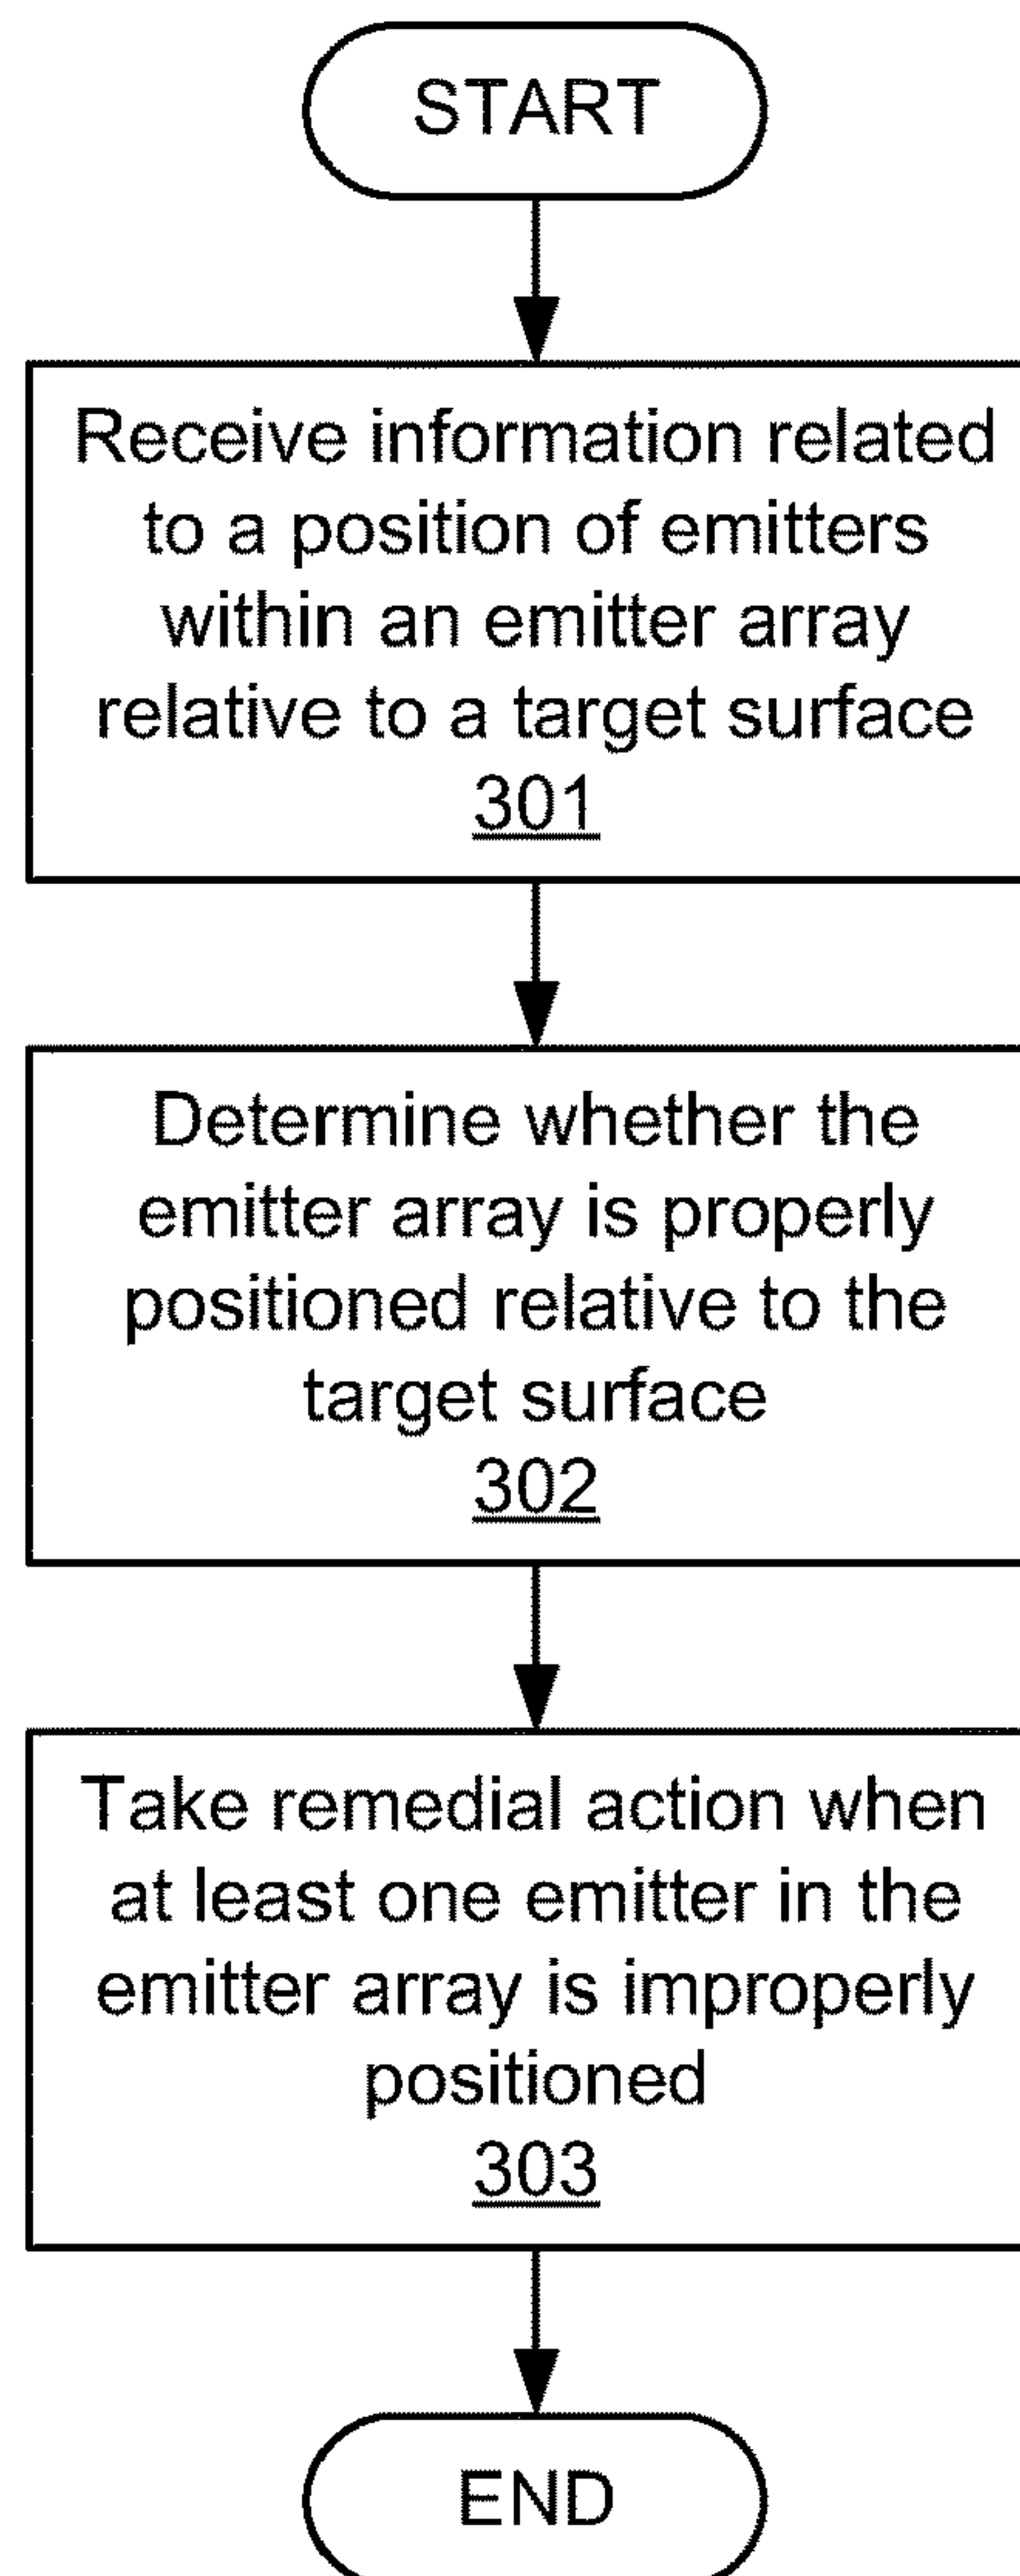 START
Receive information related
to a position of emitters
within an emitter array
relative to a target surface
301
Determine whether the
emitter array is properly
positioned relative to the
target surface
302
Take remedial action when
at least one emitter in the
emitter array is improperly
positioned
303
END